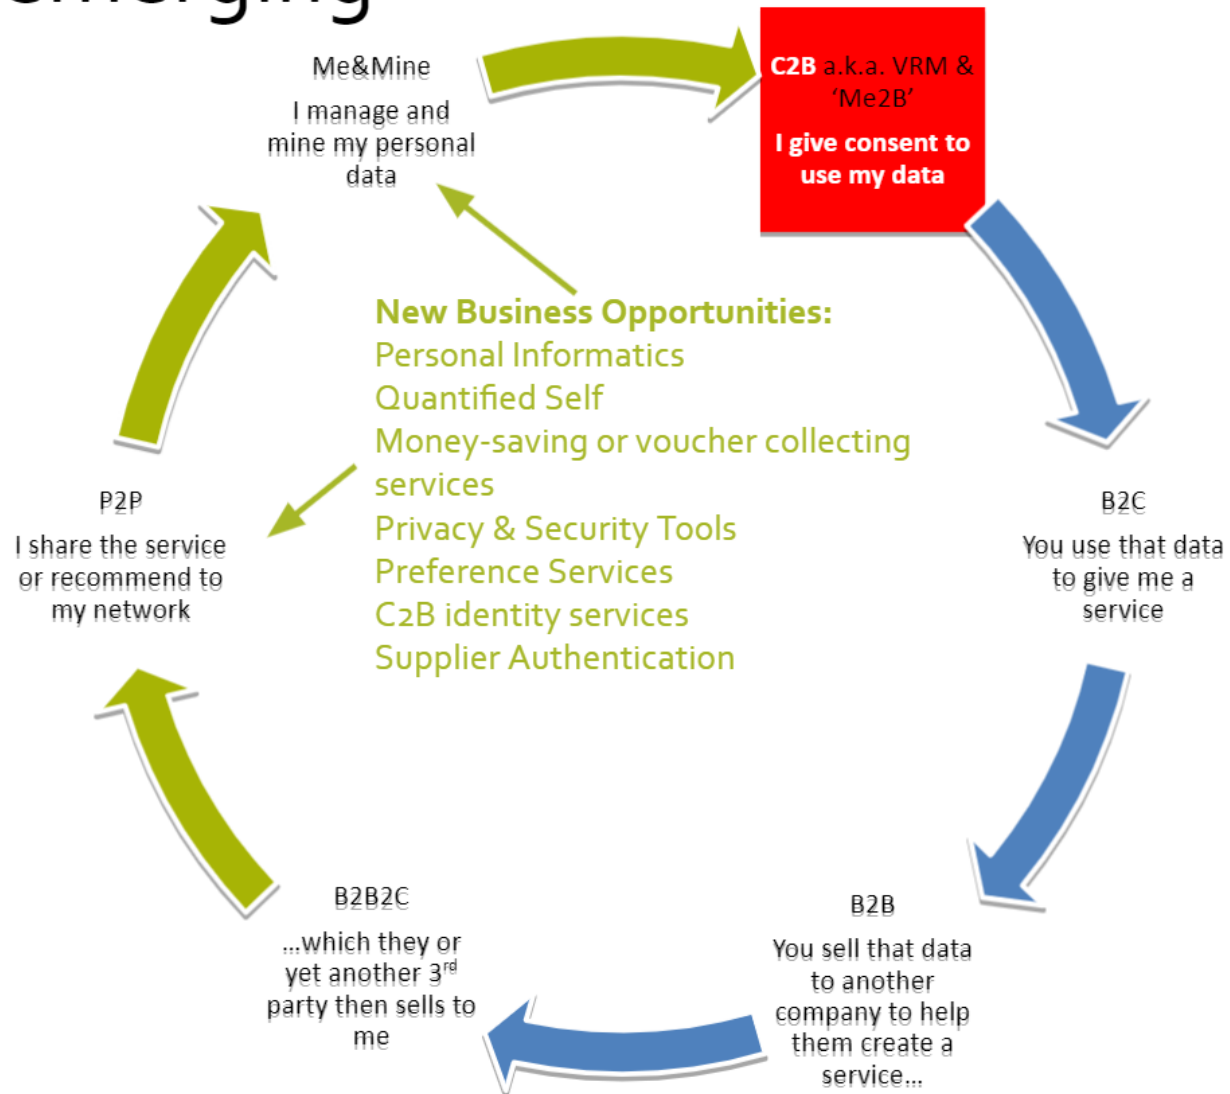 emerging
Me&Mine
I manage and
mine my personal
data
C2B a.k.a. VRM &
‘Me2B’
I give consent to
use my data
New Business Opportunities:
Personal Informatics
Quantified Self
Money-saving or voucher collecting
services
Privacy & Security Tools
Preference Services
C2B identity services
Supplier Authentication
P2P
I share the service
or recommend to
my network
B2C
You use that data
to give me a
service
B2B2C
...which they or
yet another 3rd
party then sells to
me
B2B
You sell that data
to another
company to help
them create a
service...